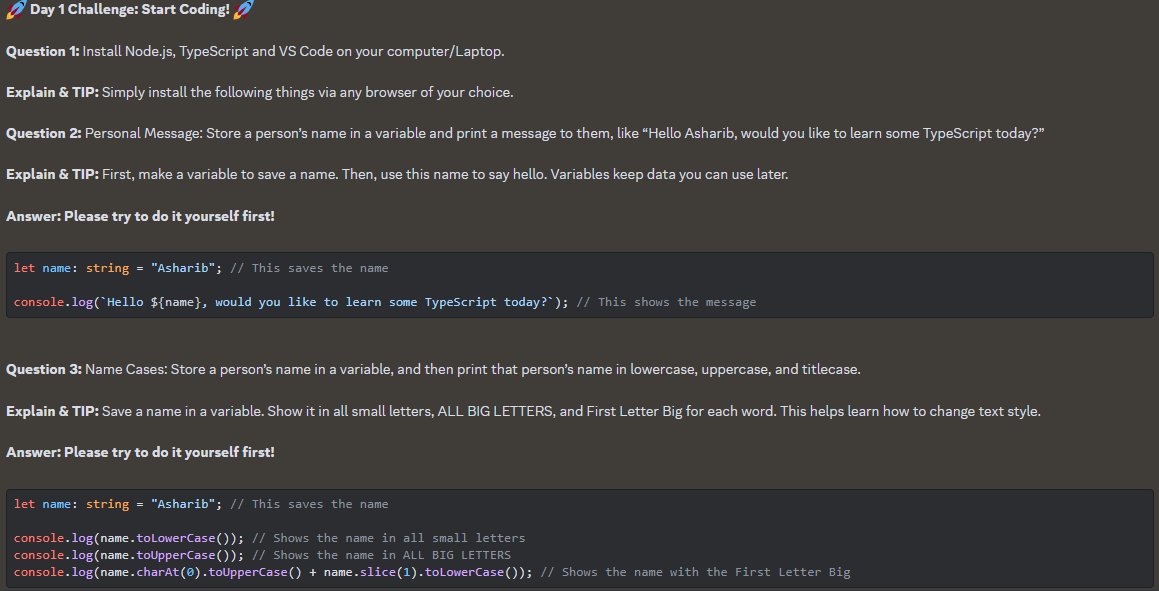 🚀 Day 1 Challenge: Start Coding! 🚀
Question 1: Install Node.js, TypeScript and VS Code on your computer/Laptop.
Explain & TIP: Simply install the following things via any browser of your choice.
Question 2: Personal Message: Store a person’s name in a variable and print a message to them, like “Hello Asharib, would you like to learn some TypeScript today?”
Explain & TIP: First, make a variable to save a name. Then, use this name to say hello. Variables keep data you can use later.
Answer: Please try to do it yourself first!
let name: string = "Asharib"; // This saves the name
console.log(`Hello ${name}, would you like to learn some TypeScript today?`); // This shows the message
Question 3: Name Cases: Store a person’s name in a variable, and then print that person’s name in lowercase, uppercase, and titlecase.
Explain & TIP: Save a name in a variable. Show it in all small letters, ALL BIG LETTERS, and First Letter Big for each word. This helps learn how to change text style.
Answer: Please try to do it yourself first!
let name: string = "Asharib"; // This saves the name
console.log(name.toLowerCase()); // Shows the name in all small letters
console.log(name.toUpperCase()); // Shows the name in ALL BIG LETTERS
console.log(name.charAt(0).toUpperCase() + name.slice(1).toLowerCase()); // Shows the name with the First Letter Big